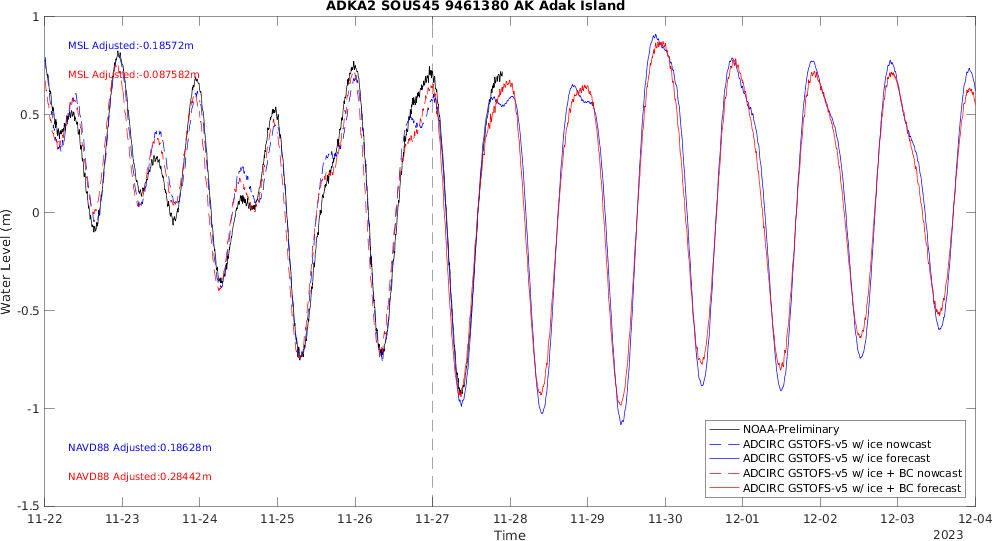 ADKA2 SOUS45 9461380 AK Adak Island
MSL Adjusted:-0.18572m
MSL Adjusted:-0.087582m
NAVD88 Adjusted:0.18628m
NAVD88 Adjusted:0.28442m
Water Level (m)
1
0.5
0
-0.5
-1
-1.5
NOAA-Preliminary
ADCIRC GSTOFS-v5 w/ ice nowcast
ADCIRC GSTOFS-v5 w/ ice forecast
ADCIRC GSTOFS-v5 w/ ice + BC nowcast
ADCIRC GSTOFS-v5 w/ ice + BC forecast
11-22 11-23 11-24 11-25 11-26 11-27 11-28 11-29 11-30 12-01 12-02 12-03 12-04
Time
2023